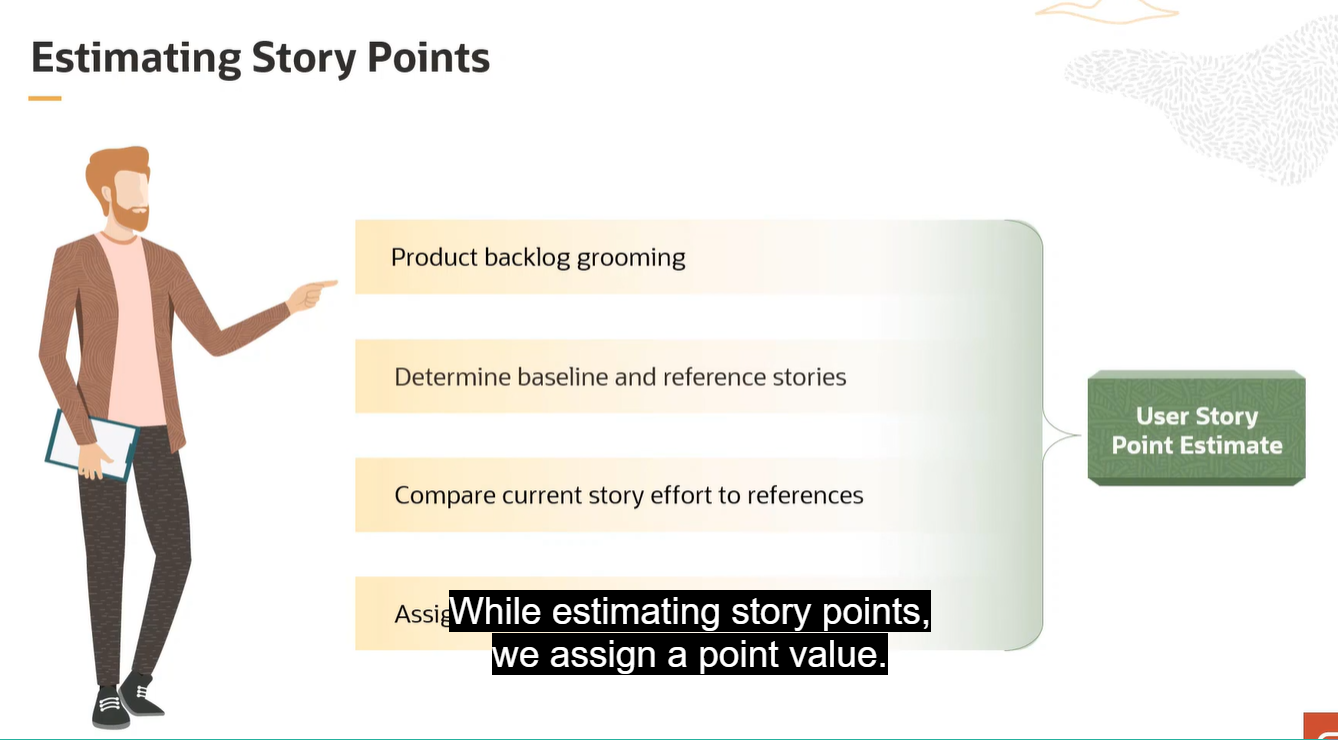 Estimating Story Points
Product backlog grooming
Determine baseline and reference stories
Compare current story effort to references
User Story
Point Estimate
While estimating story points,
we assign a point value.